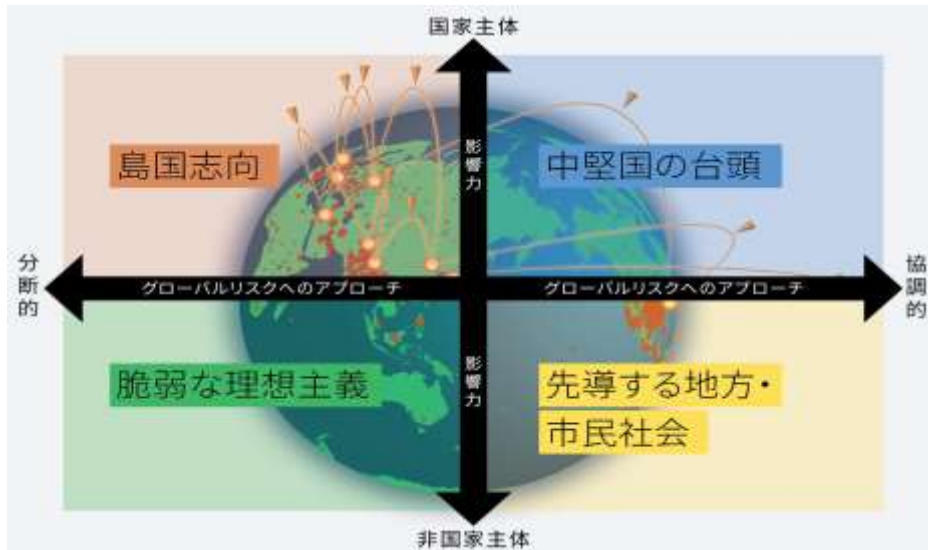 国家主体
影響力
島国志向
中堅国の台頭
分断的
グローバルリスクへのアプローチ
グローバルリスクへのアプローチ
協調的
影響力
脆弱な理想主義
先導する地方・
市民社会
非国家主体